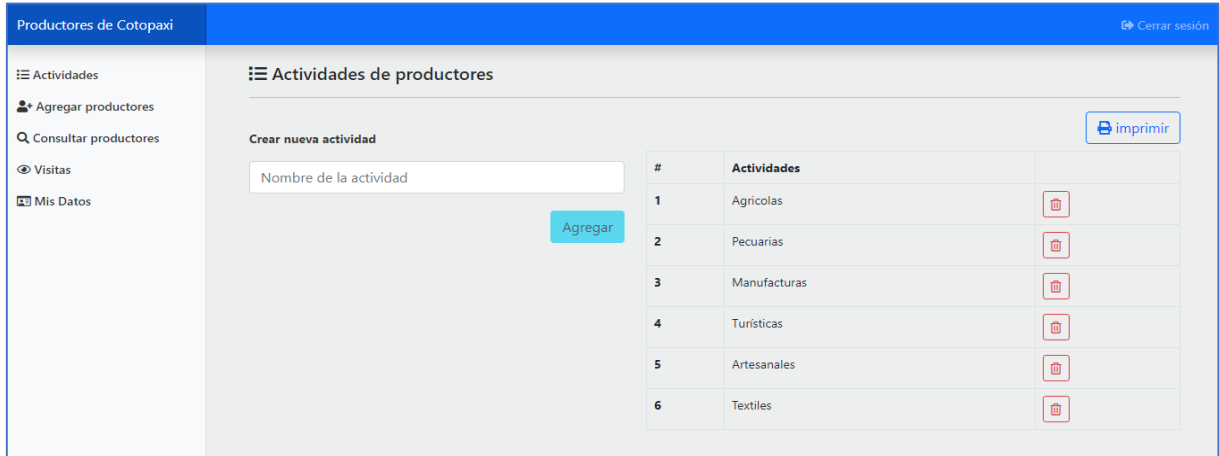 Productores de Cotopaxi
Cerrar sesión
Actividades
Agregar productores
Consultar productores
Visitas
Mis Datos
Actividades de productores
Crear nueva actividad
Nombre de la actividad
Agregar
imprimir
# Actividades
1 Agricolas
2 Pecuarias
3 Manufacturas
4 Turísticas
5 Artesanales
6 Textiles